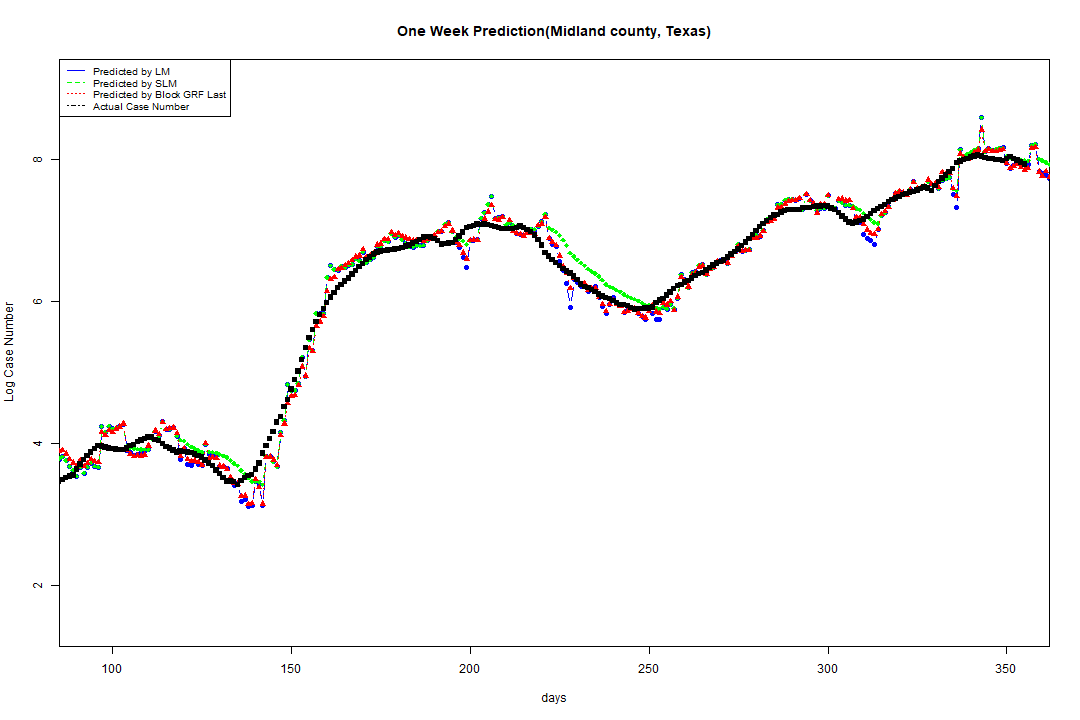 One Week Prediction(Midland county, Texas)
Predicted by LM
Predicted by SLM
Predicted by Block GRF Last
Actual Case Number
8
6
4
2
Log Case Number
100 150 200 250 300 350
days